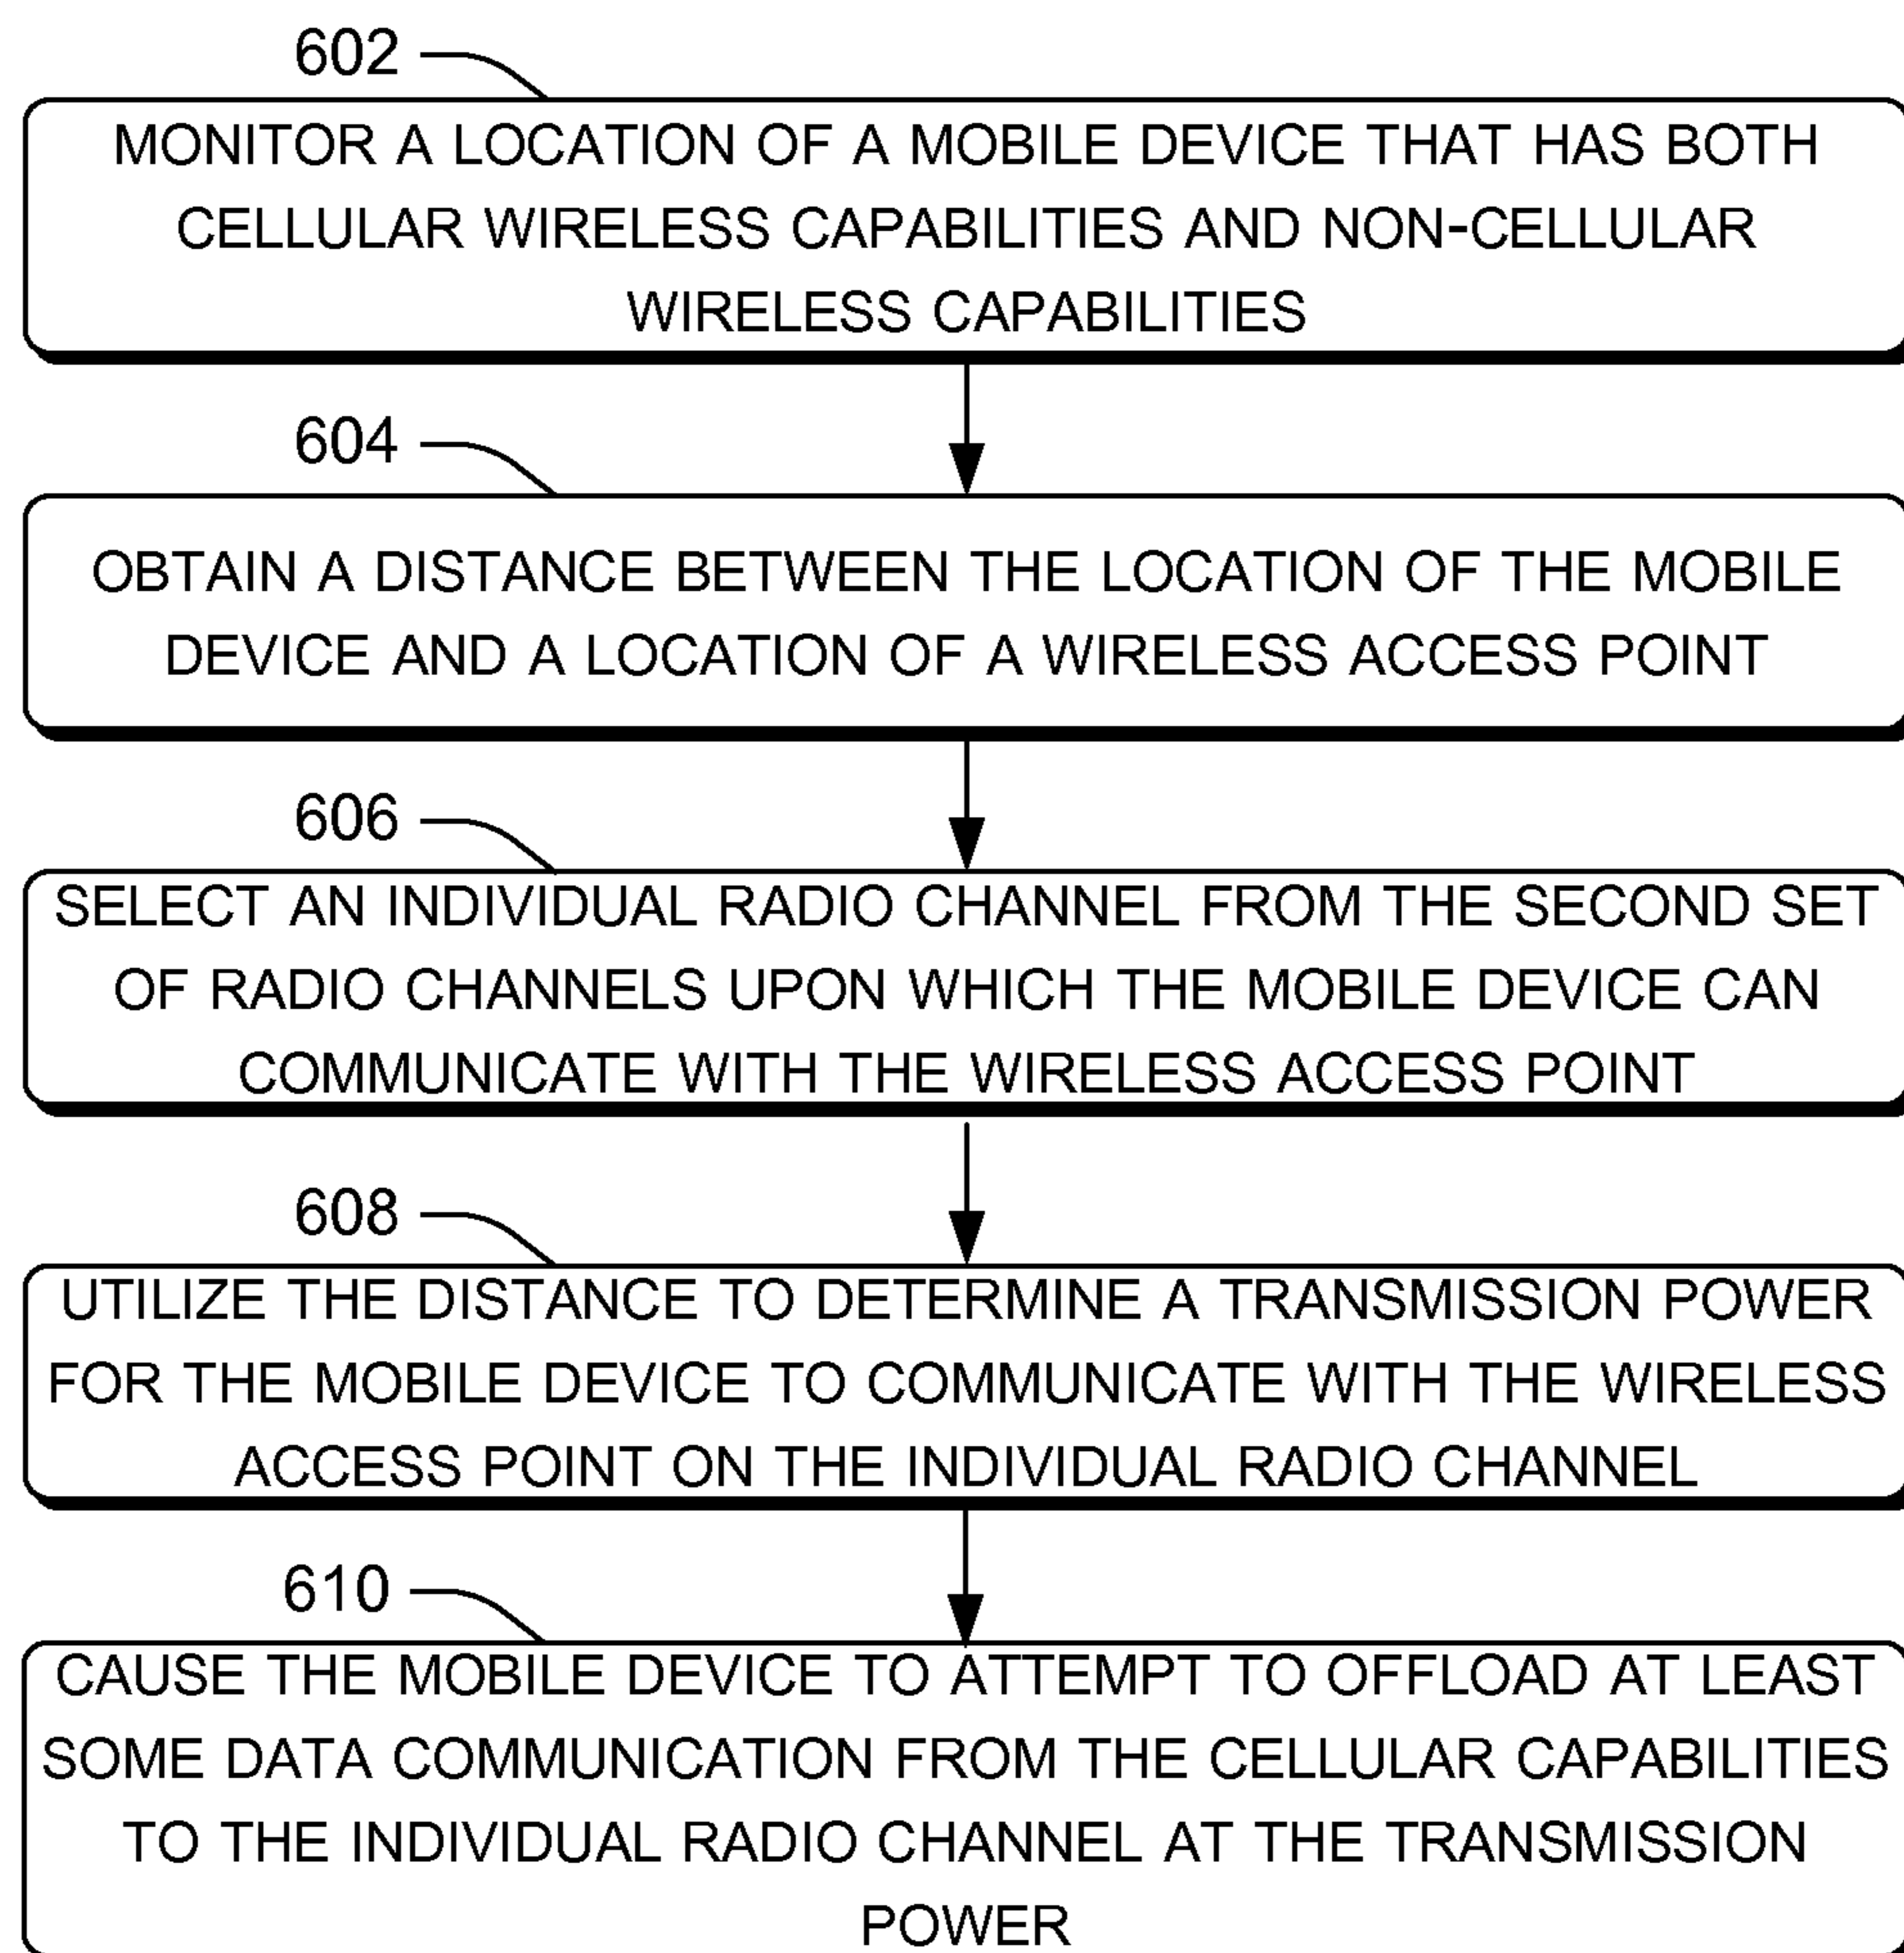 602
MONITOR A LOCATION OF A MOBILE DEVICE THAT HAS BOTH
CELLULAR WIRELESS CAPABILITIES AND NON-CELLULAR
WIRELESS CAPABILITIES
604
OBTAIN A DISTANCE BETWEEN THE LOCATION OF THE MOBILE
DEVICE AND A LOCATION OF A WIRELESS ACCESS POINT
606
SELECT AN INDIVIDUAL RADIO CHANNEL FROM THE SECOND SET
OF RADIO CHANNELS UPON WHICH THE MOBILE DEVICE CAN
COMMUNICATE WITH THE WIRELESS ACCESS POINT
608
UTILIZE THE DISTANCE TO DETERMINE A TRANSMISSION POWER
FOR THE MOBILE DEVICE TO COMMUNICATE WITH THE WIRELESS
ACCESS POINT ON THE INDIVIDUAL RADIO CHANNEL
610
CAUSE THE MOBILE DEVICE TO ATTEMPT TO OFFLOAD AT LEAST
SOME DATA COMMUNICATION FROM THE CELLULAR CAPABILITIES
TO THE INDIVIDUAL RADIO CHANNEL AT THE TRANSMISSION
POWER